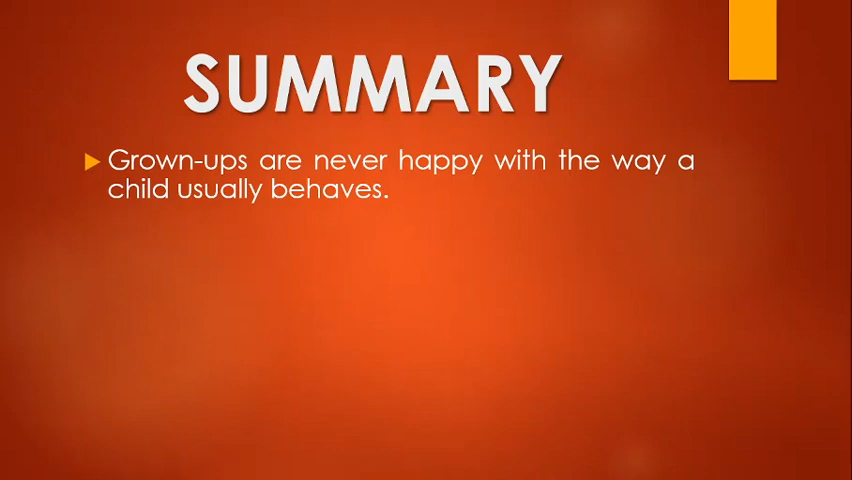 SUMMARY
Grown-ups are never happy with the way a
child usually behaves.